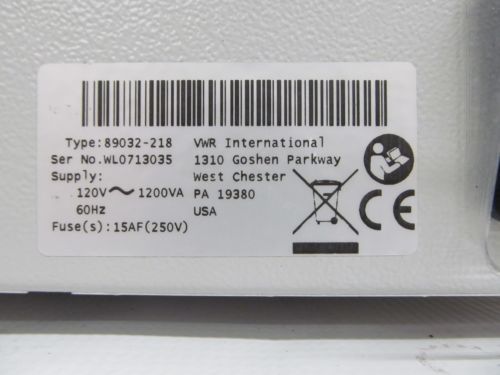 Type:89032-218 VWR International
Ser No.WL0713035 1310 Goshen Parkway
Supply: West Chester
120V ~ 1200VA PA 19380
60Hz USA
Fuse(s):15AF(250V)
CE